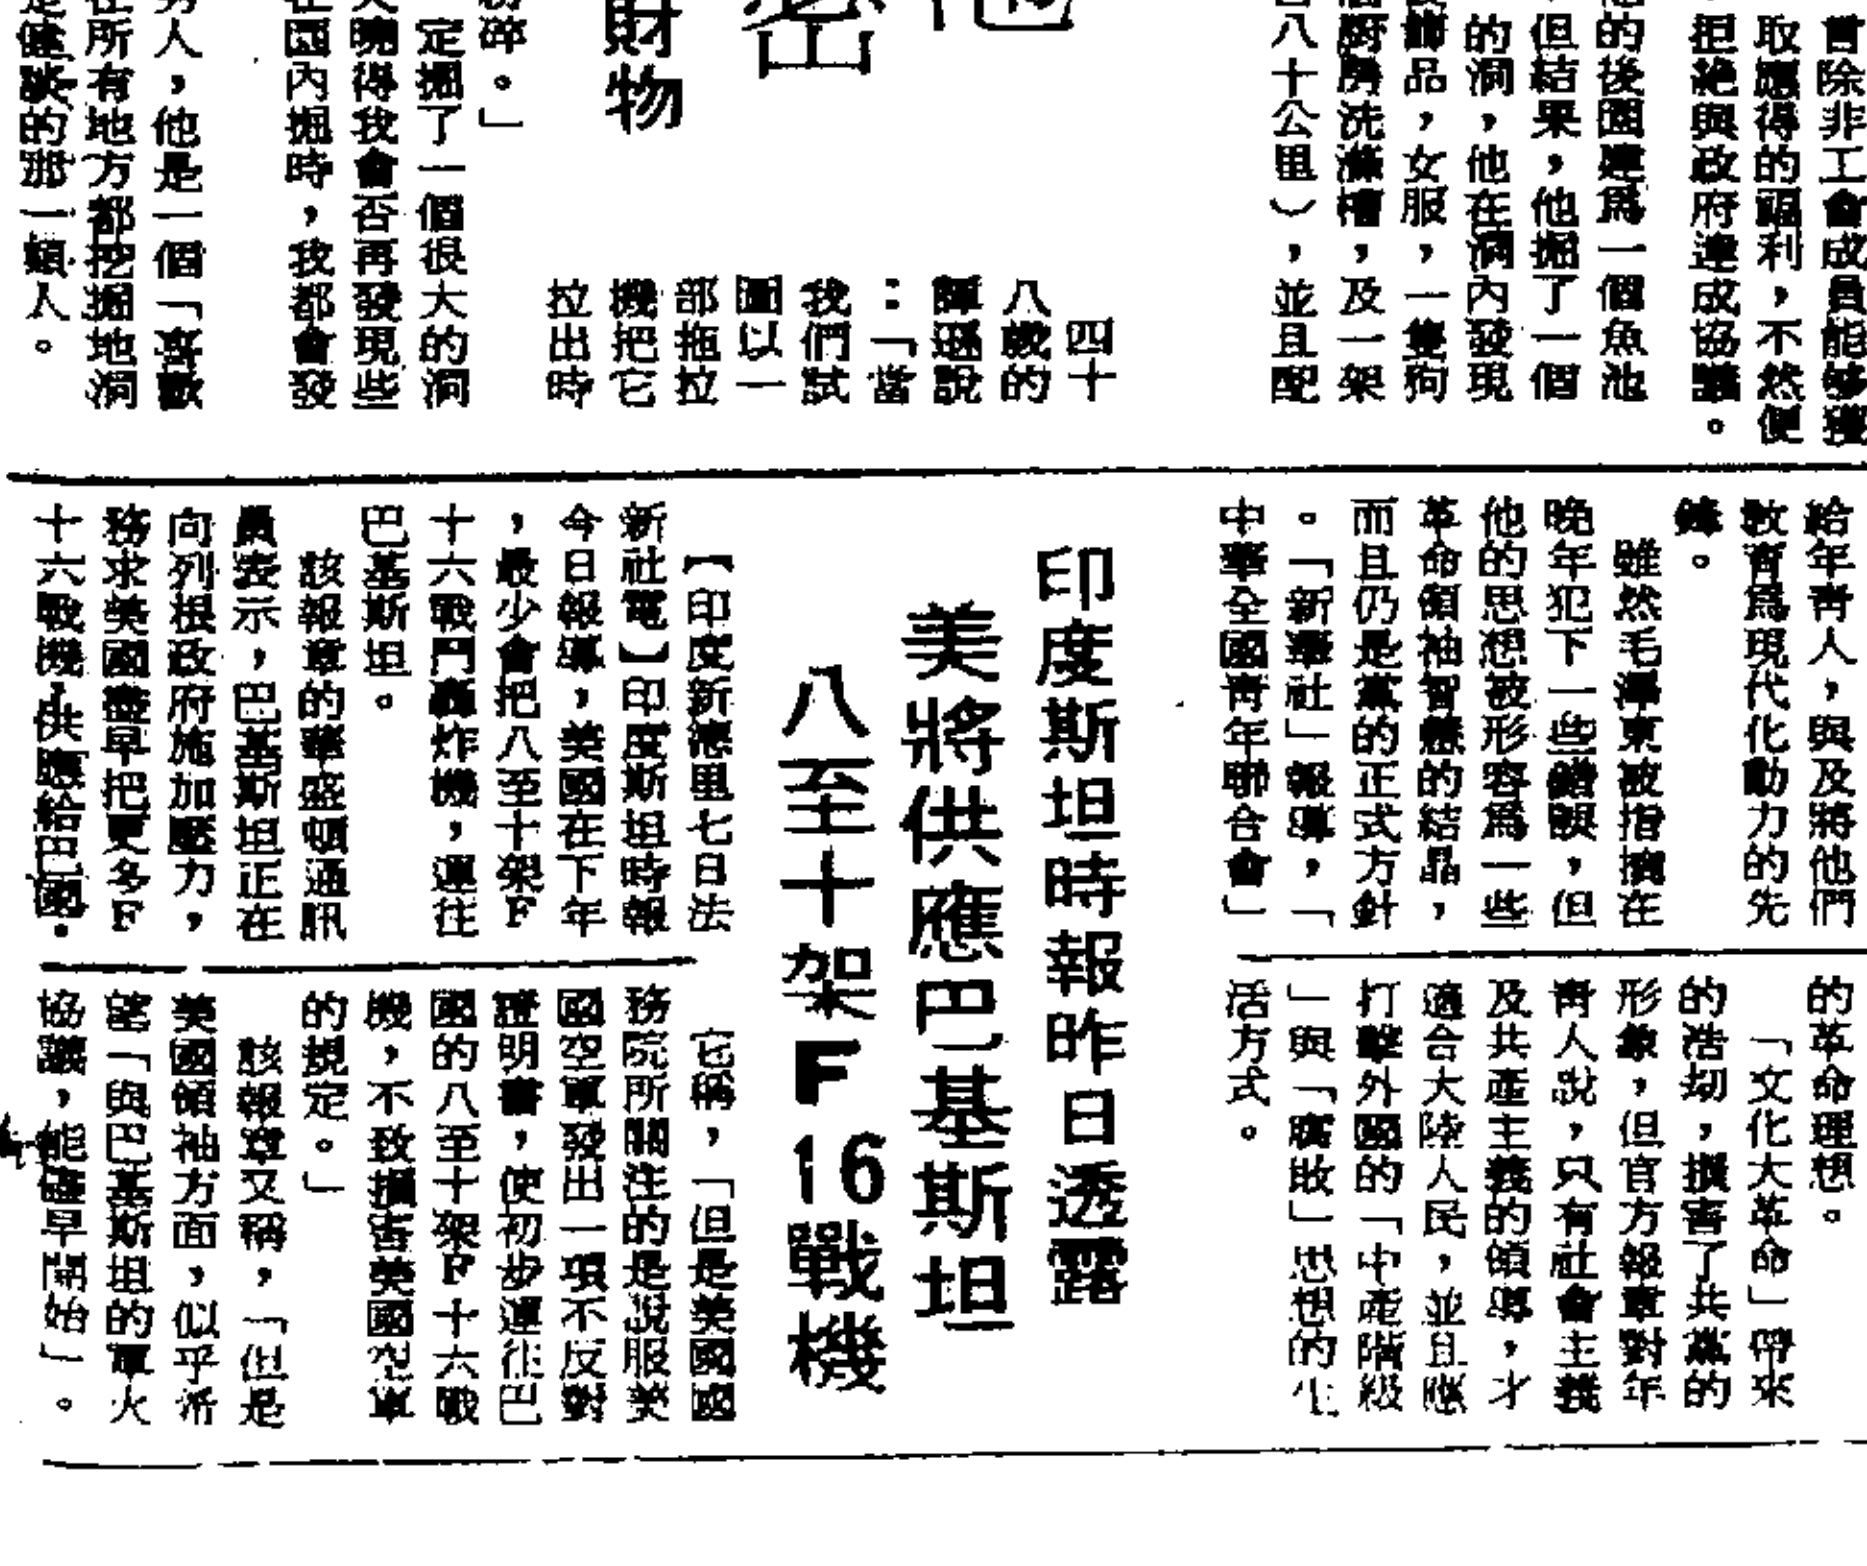 曾除非工會成員能够獲
取應得的福利，不然便
拒絶與政府達成協議。
的後園建爲一個魚池
，但結果，他掘了一個
的洞，他在洞內發現
飾品，女服，一隻狗
廚房洗滌槽，及一架
八十公里），並且配
四十
八歲的
說
：「當
我們試
圖以一
部拖拉
機把它
拉出時
財物
密
碎。」
定掘了一個很大的洞
曉得我會否再發現些
在園內掘時，我都會發
男人，他是一個「喜歡
在所有地方都挖掘地洞
的那一類人。
給年靑人，與及將他們
敎育爲現代化動力的先
鋒。
雖然毛澤東被指摘在
晚年犯下一些錯誤，但
他的思想被形容爲一些
革命領袖智慧的結晶，
而且仍是黨的正式方針
。「新華社」報導，「
中華全國靑年聯合會」
的革命理想。
「文化大革命」帶來
的浩劫，損害了共黨的
形象，但官方報章對年
靑人說，只有社會主義
及共產主義的領導，才
適合大陸人民，並且應
打擊外國的「中產階級
」與「腐敗」思想的生
活方式。
印度斯坦時報昨日透露
美將供應巴基斯坦
八至十架F16戰機
【印度新德里七日法
新社電】印度斯坦時報
今日報導，美國在下年
，最少會把八至十架F
十六戰鬥轟炸機，運往
巴基斯坦。
該報章的華盛頓通訊
員表示，巴基斯坦正在
向列根政府施加壓力，
務求美國儘早把更多F
十六戰機，供應給巴國。
它稱，「但是美國國
務院所關注的是說服美
國空軍發出一項不反對
證明書，使初步運往巴
國的八至十架F十六戰
機，不致損害美國空軍
的規定。」
該報章又稱，「但是
美國領袖方面，似乎希
望「與巴基斯坦的軍火
協議，能儘早開始」。